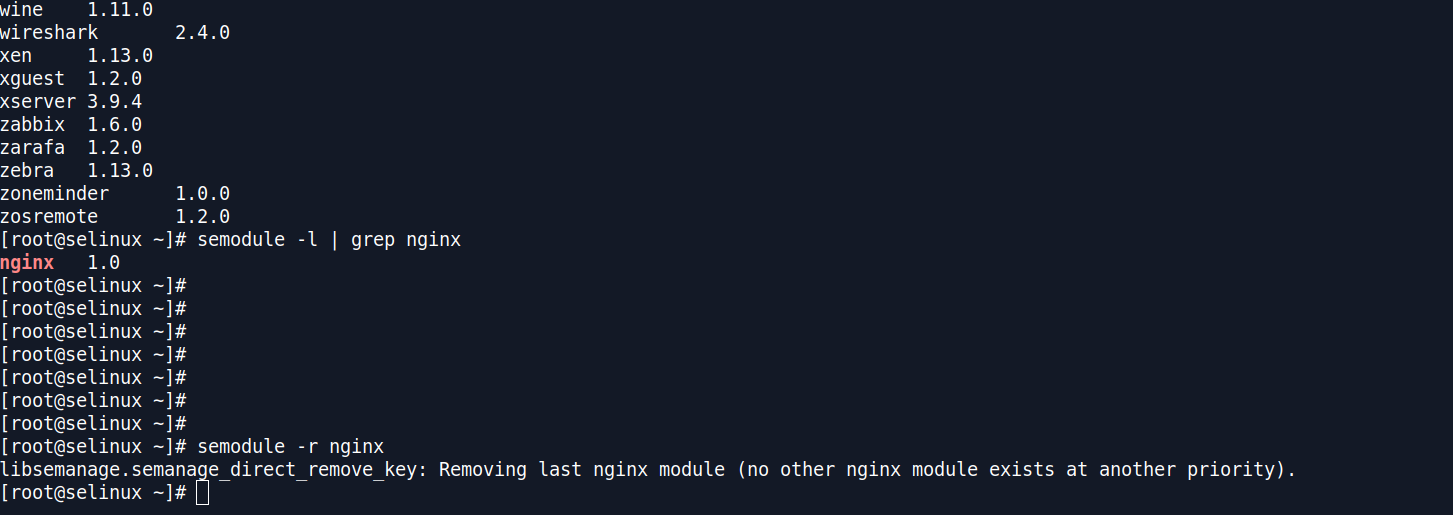 wine    1.11.0
wireshark       2.4.0
xen     1.13.0
xguest  1.2.0
xserver 3.9.4
zabbix  1.6.0
zarafa  1.2.0
zebra   1.13.0
zoneminder      1.0.0
zosremote       1.2.0
[root@selinux ~]# semodule -l | grep nginx
nginx   1.0
[root@selinux ~]#
[root@selinux ~]#
[root@selinux ~]#
[root@selinux ~]#
[root@selinux ~]#
[root@selinux ~]#
[root@selinux ~]#
[root@selinux ~]# semodule -r nginx
libsemanage.semanage_direct_remove_key: Removing last nginx module (no other nginx module exists at another priority).
[root@selinux ~]#